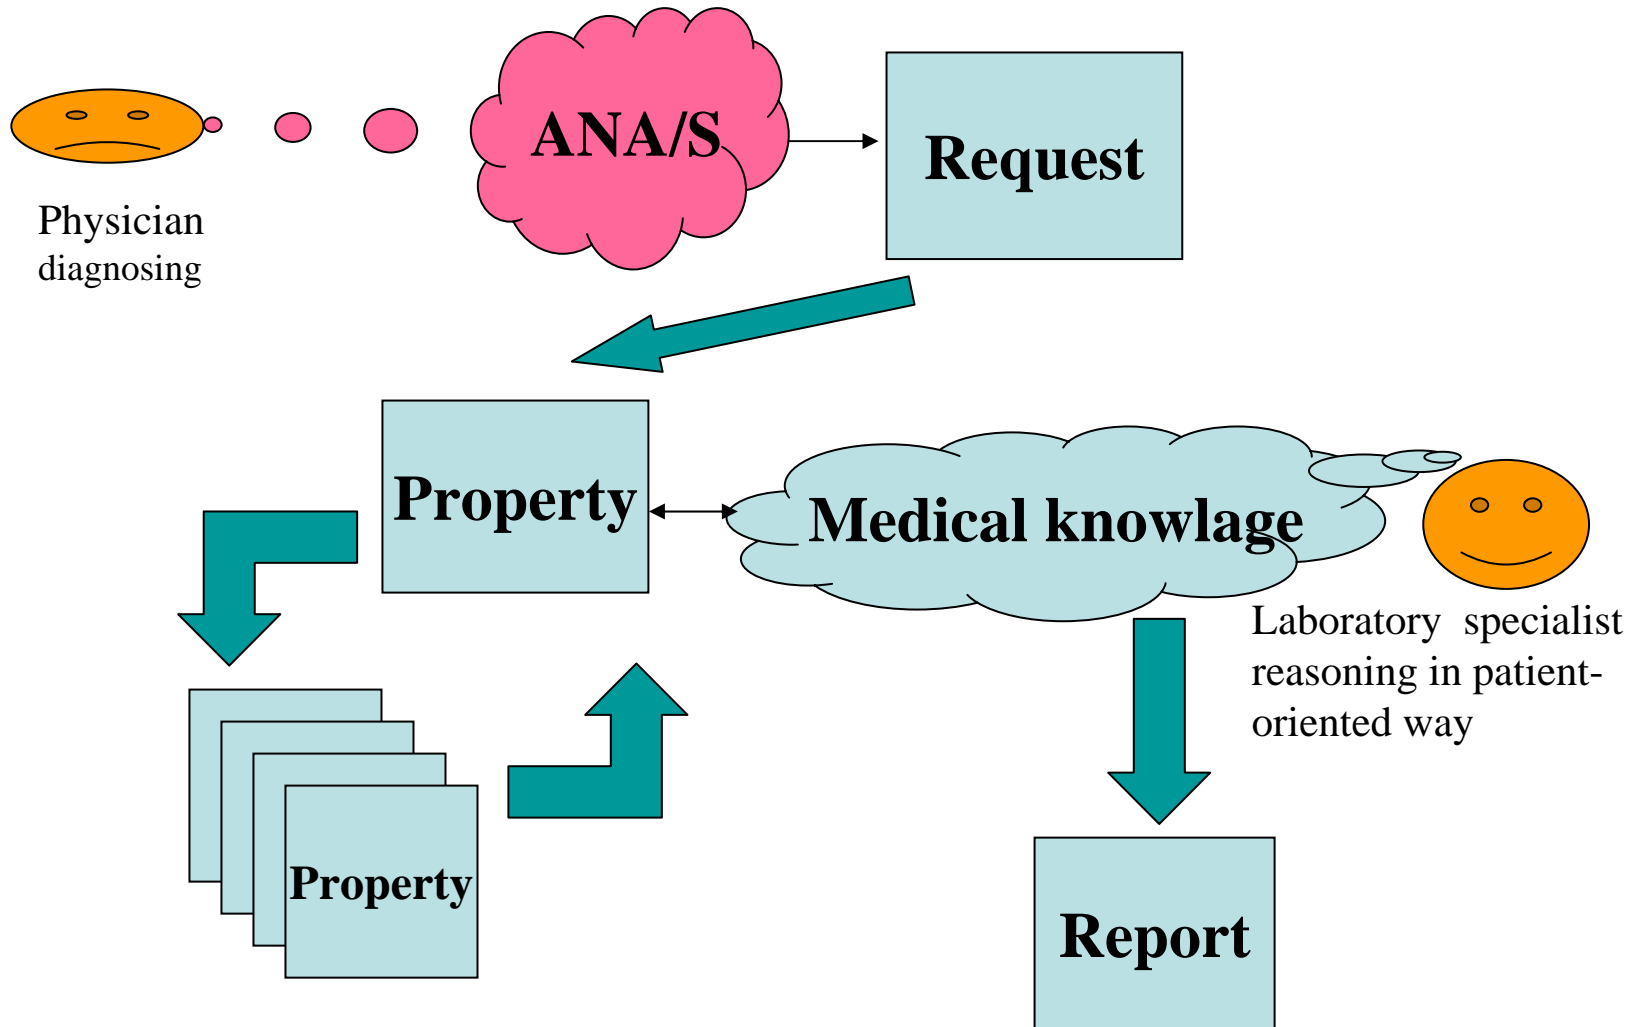 ANA/S
Request
Physician
diagnosing
Property
Medical knowlage
Laboratory specialist
reasoning in patient-
oriented way
Property
Report